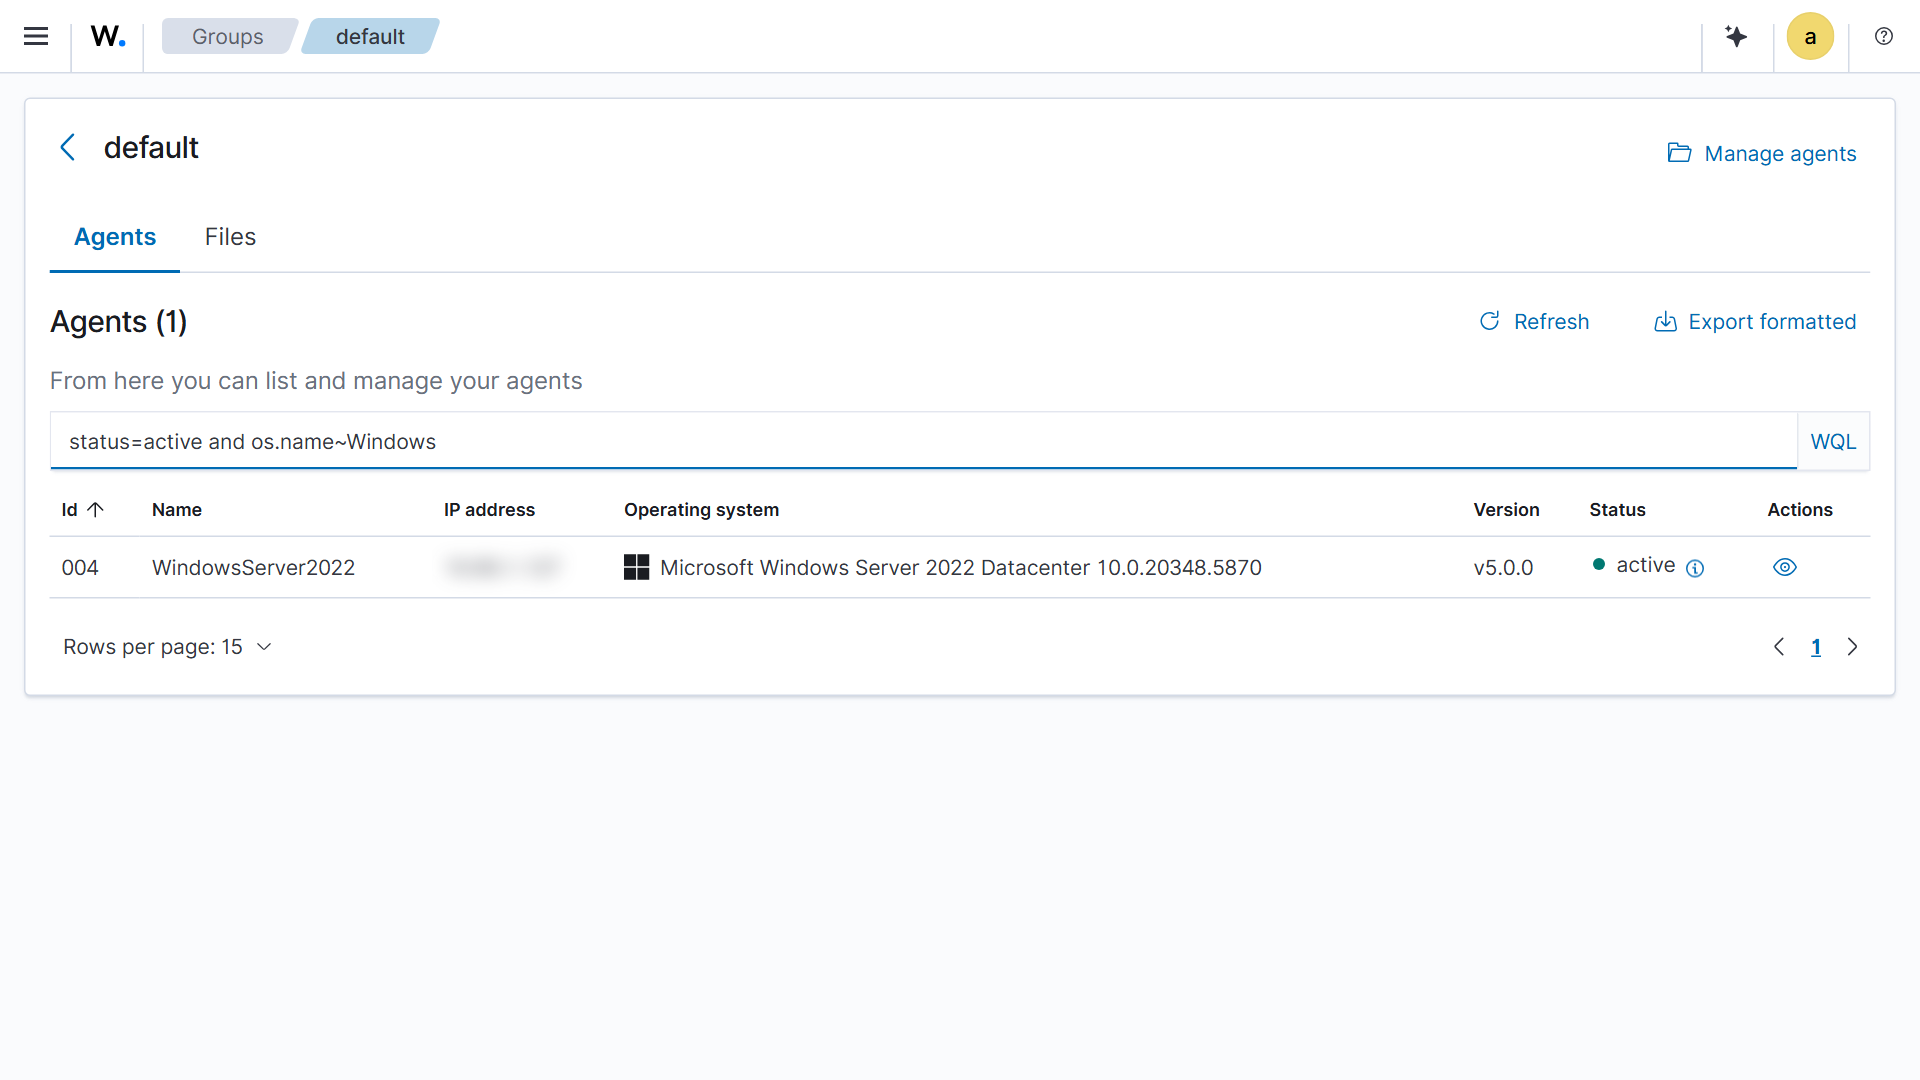 W.
Groups
default
a
default
Manage agents
Agents
Files
Agents (1)
Refresh
Export formatted
From here you can list and manage your agents
status=active and os.name~Windows
WQL
Id
Name
IP address
Operating system
Version
Status
Actions
004
WindowsServer2022
Microsoft Windows Server 2022 Datacenter 10.0.20348.5870
v5.0.0
active
Rows per page: 15
1